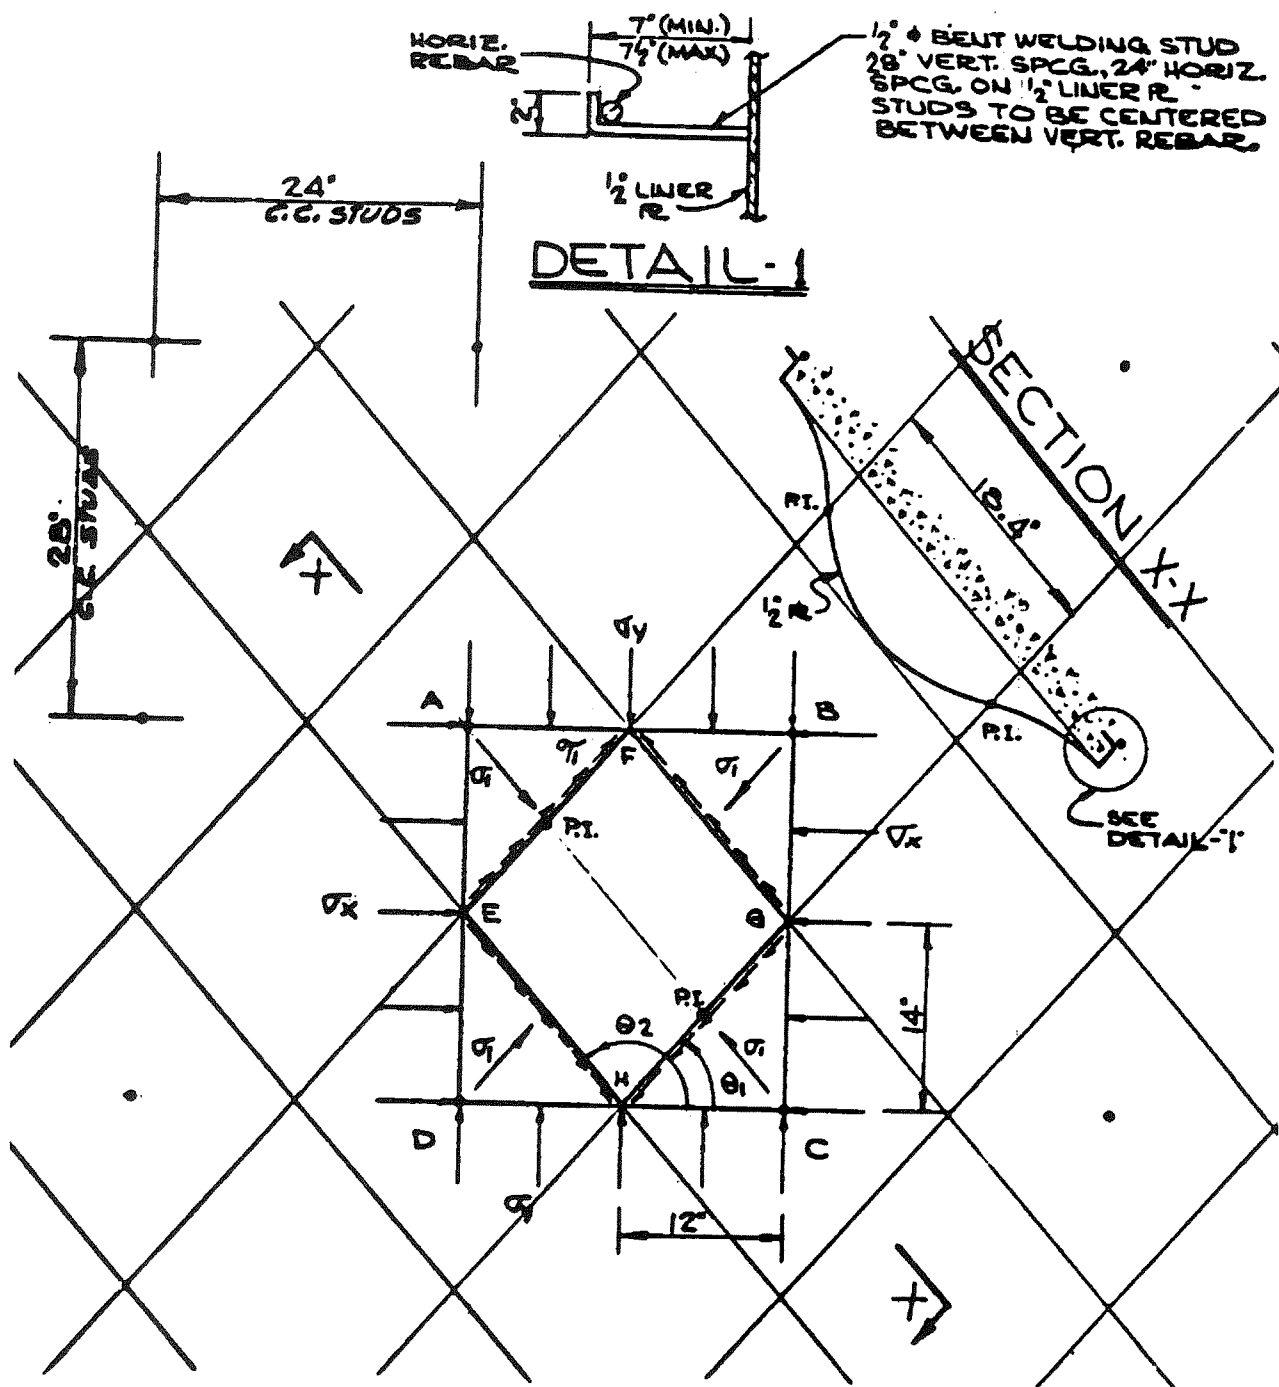 HORIZ.
REBAR
7" (MIN.)
7½" (MAX)
2"
½" LINER
PL
½" ϕ BENT WELDING STUD
28" VERT. SPCG., 24" HORIZ.
SPCG. ON ½" LINER PL
STUDS TO BE CENTERED
BETWEEN VERT. REBAR.
DETAIL-1
24"
C.C. STUDS
28"
C.C. STUDS
SECTION X-X
18.4"
P.I.
½" PL
P.I.
SEE
DETAIL-"1"
X
σy
A
B
F
σ1
σ1
σ1
P.I.
σx
σx
E
G
P.I.
14"
θ2
θ1
σ1
σ1
H
D
C
σy
12"
X